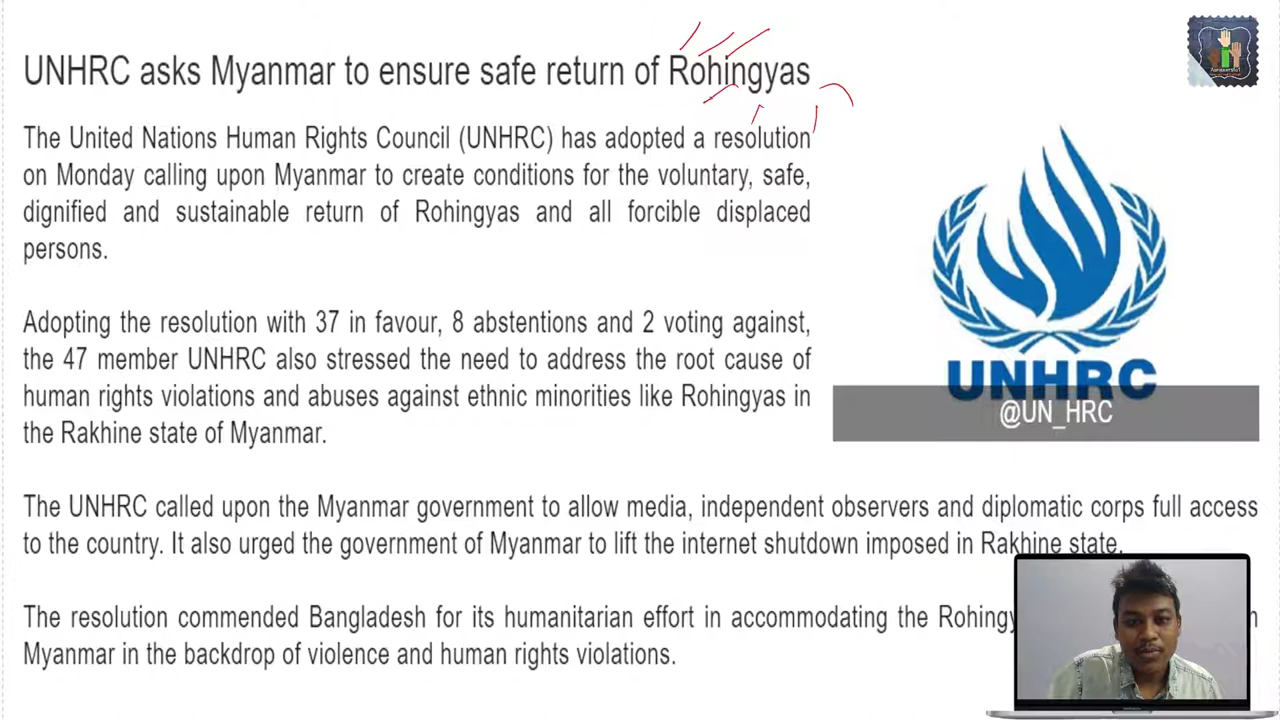 UNHRC asks Myanmar to ensure safe return of Rohingyas
The United Nations Human Rights Council (UNHRC) has adopted a resolution
on Monday calling upon Myanmar to create conditions for the voluntary, safe,
dignified and sustainable return of Rohingyas and all forcible displaced
persons.
Adopting the resolution with 37 in favour, 8 abstentions and 2 voting against,
the 47 member UNHRC also stressed the need to address the root cause of
human rights violations and abuses against ethnic minorities like Rohingyas in
the Rakhine state of Myanmar.
UNHRC
@UN_HRC
The UNHRC called upon the Myanmar government to allow media, independent observers and diplomatic corps full access
to the country. It also urged the government of Myanmar to lift the internet shutdown imposed in Rakhine state.
The resolution commended Bangladesh for its humanitarian effort in accommodating the
Myanmar in the backdrop of violence and human rights violations.